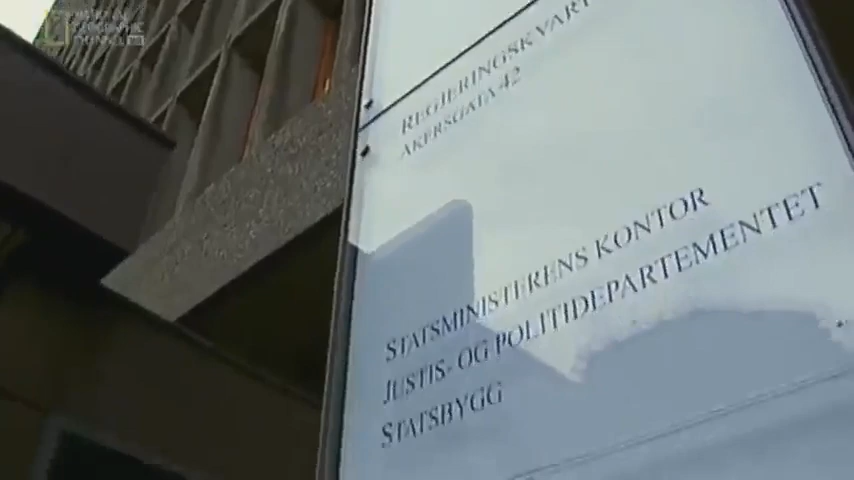 REGJERINGSKVART
AKERSGATA 42
STATSMINISTERENS KONTOR
JUSTIS- OG POLITIDEPARTEMENTET
STATSBYGG